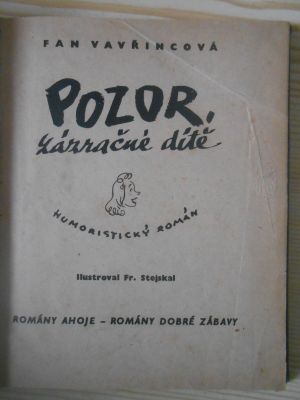 FAN VAVŘINCOVÁ
POZOR,
zázračné dítě
HUMORISTICKÝ ROMÁN
Ilustroval Fr. Stejskal
ROMÁNY AHOJE – ROMÁNY DOBRÉ ZÁBAVY